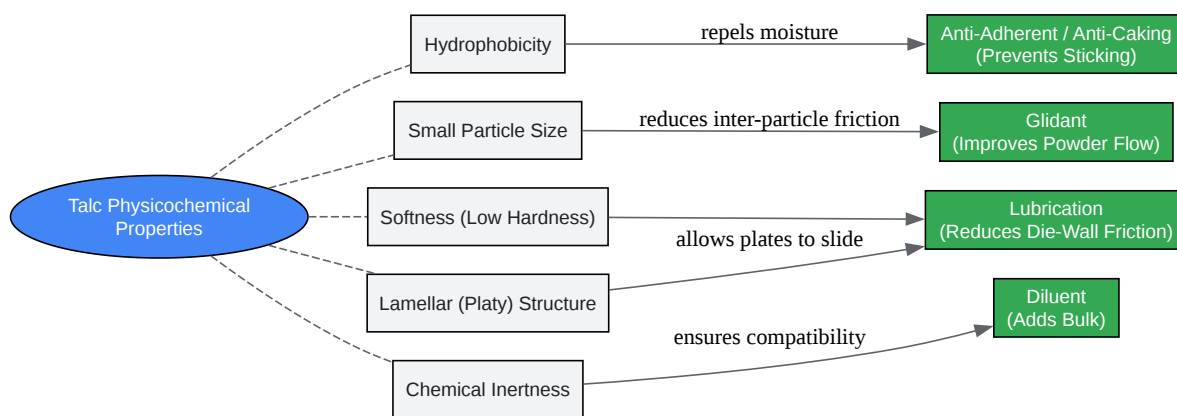 Talc Physicochemical
Properties
Hydrophobicity
repels moisture
Anti-Adherent / Anti-Caking
(Prevents Sticking)
Small Particle Size
reduces inter-particle friction
Glidant
(Improves Powder Flow)
Softness (Low Hardness)
Lubrication
(Reduces Die-Wall Friction)
Lamellar (Platy) Structure
allows plates to slide
Chemical Inertness
ensures compatibility
Diluent
(Adds Bulk)